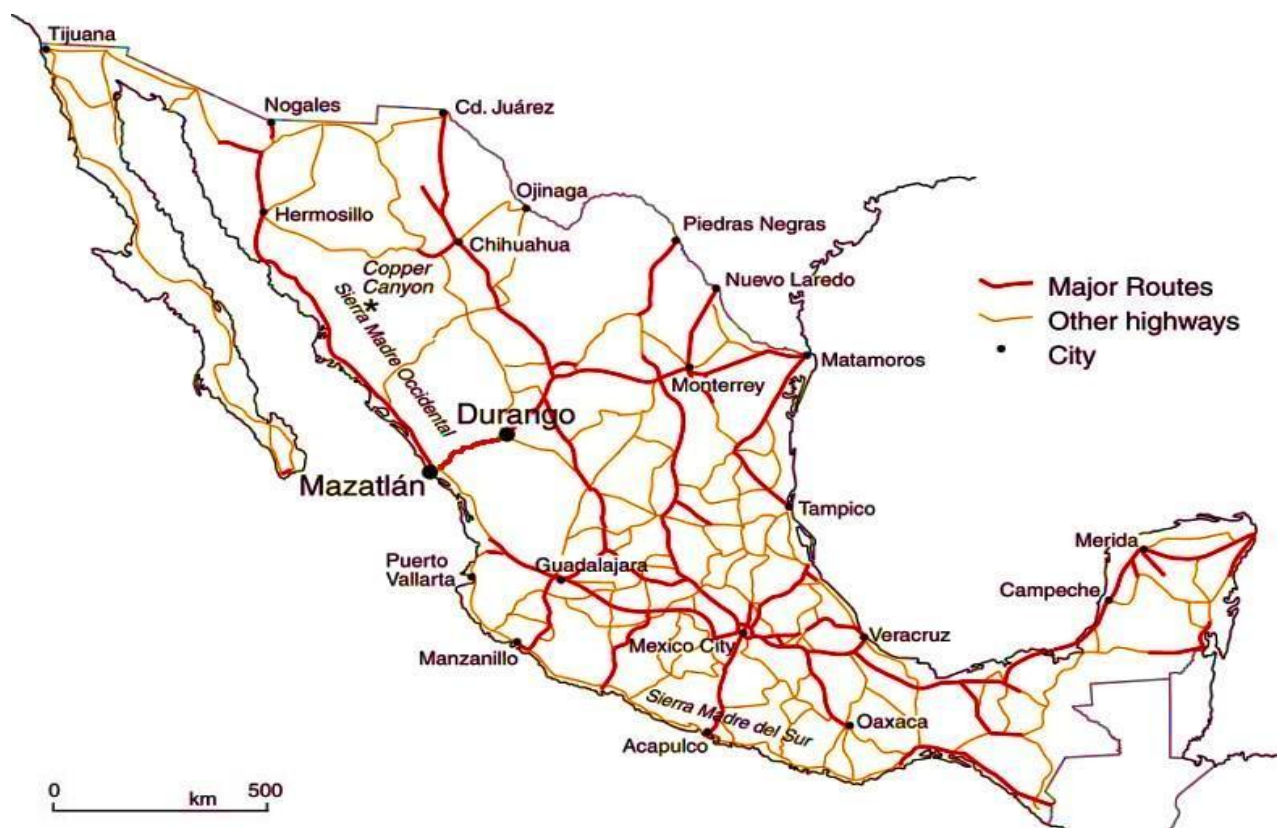 Tijuana
Nogales
Cd. Juárez
Ojinaga
Hermosillo
Piedras Negras
Chihuahua
Copper
Canyon
*
Sierra Madre Occidental
Nuevo Laredo
Major Routes
Other highways
City
Matamoros
Monterrey
Durango
Mazatlán
Tampico
Merida
Puerto
Vallarta
Guadalajara
Campeche
Manzanillo
Mexico City
Veracruz
Sierra Madre del Sur
Oaxaca
Acapulco
0 500
km